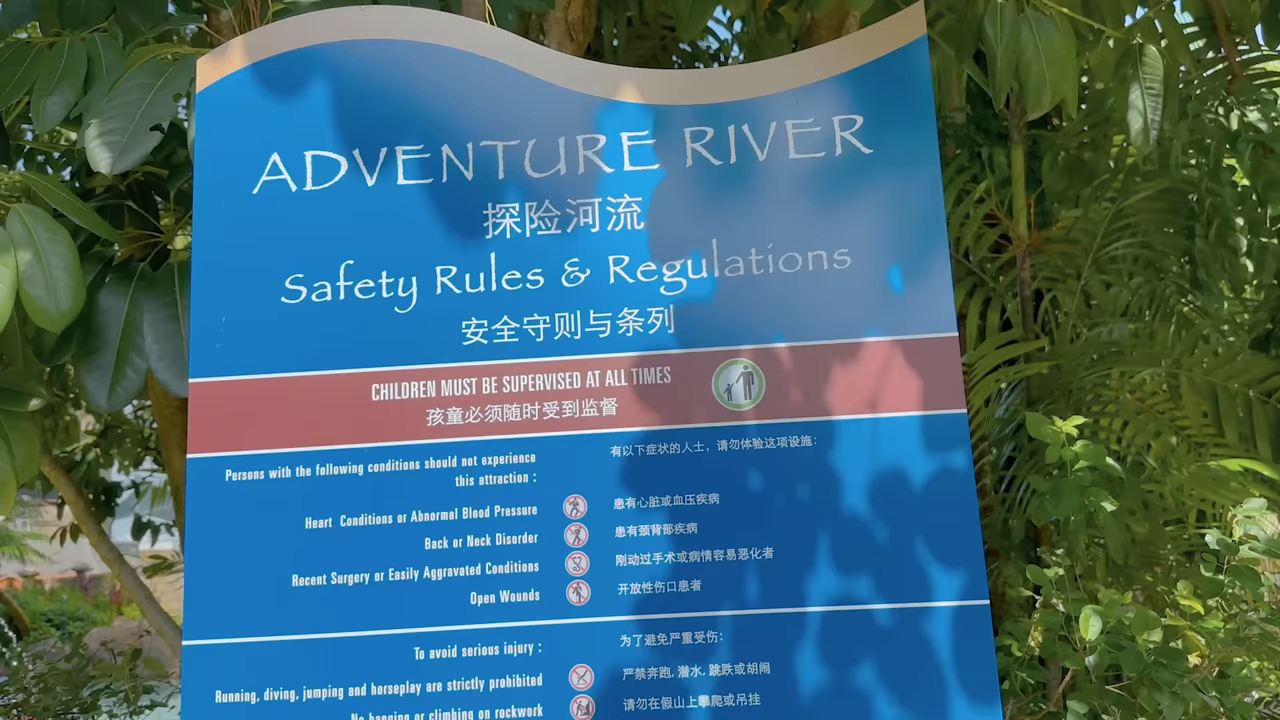 ADVENTURE RIVER
探险河流
Safety Rules & Regulations
安全守则与条列
CHILDREN MUST BE SUPERVISED AT ALL TIMES
孩童必须随时受到监督
Persons with the following conditions should not experience
this attraction :
有以下症状的人士，请勿体验这项设施：
Heart Conditions or Abnormal Blood Pressure
患有心脏或血压疾病
Back or Neck Disorder
患有颈背部疾病
Recent Surgery or Easily Aggravated Conditions
刚动过手术或病情容易恶化者
Open Wounds
开放性伤口患者
To avoid serious injury :
为了避免严重受伤：
Running, diving, jumping and horseplay are strictly prohibited
严禁奔跑, 潜水, 跳跌或胡闹
No hanging or climbing on rockwork
请勿在假山上攀爬或吊挂